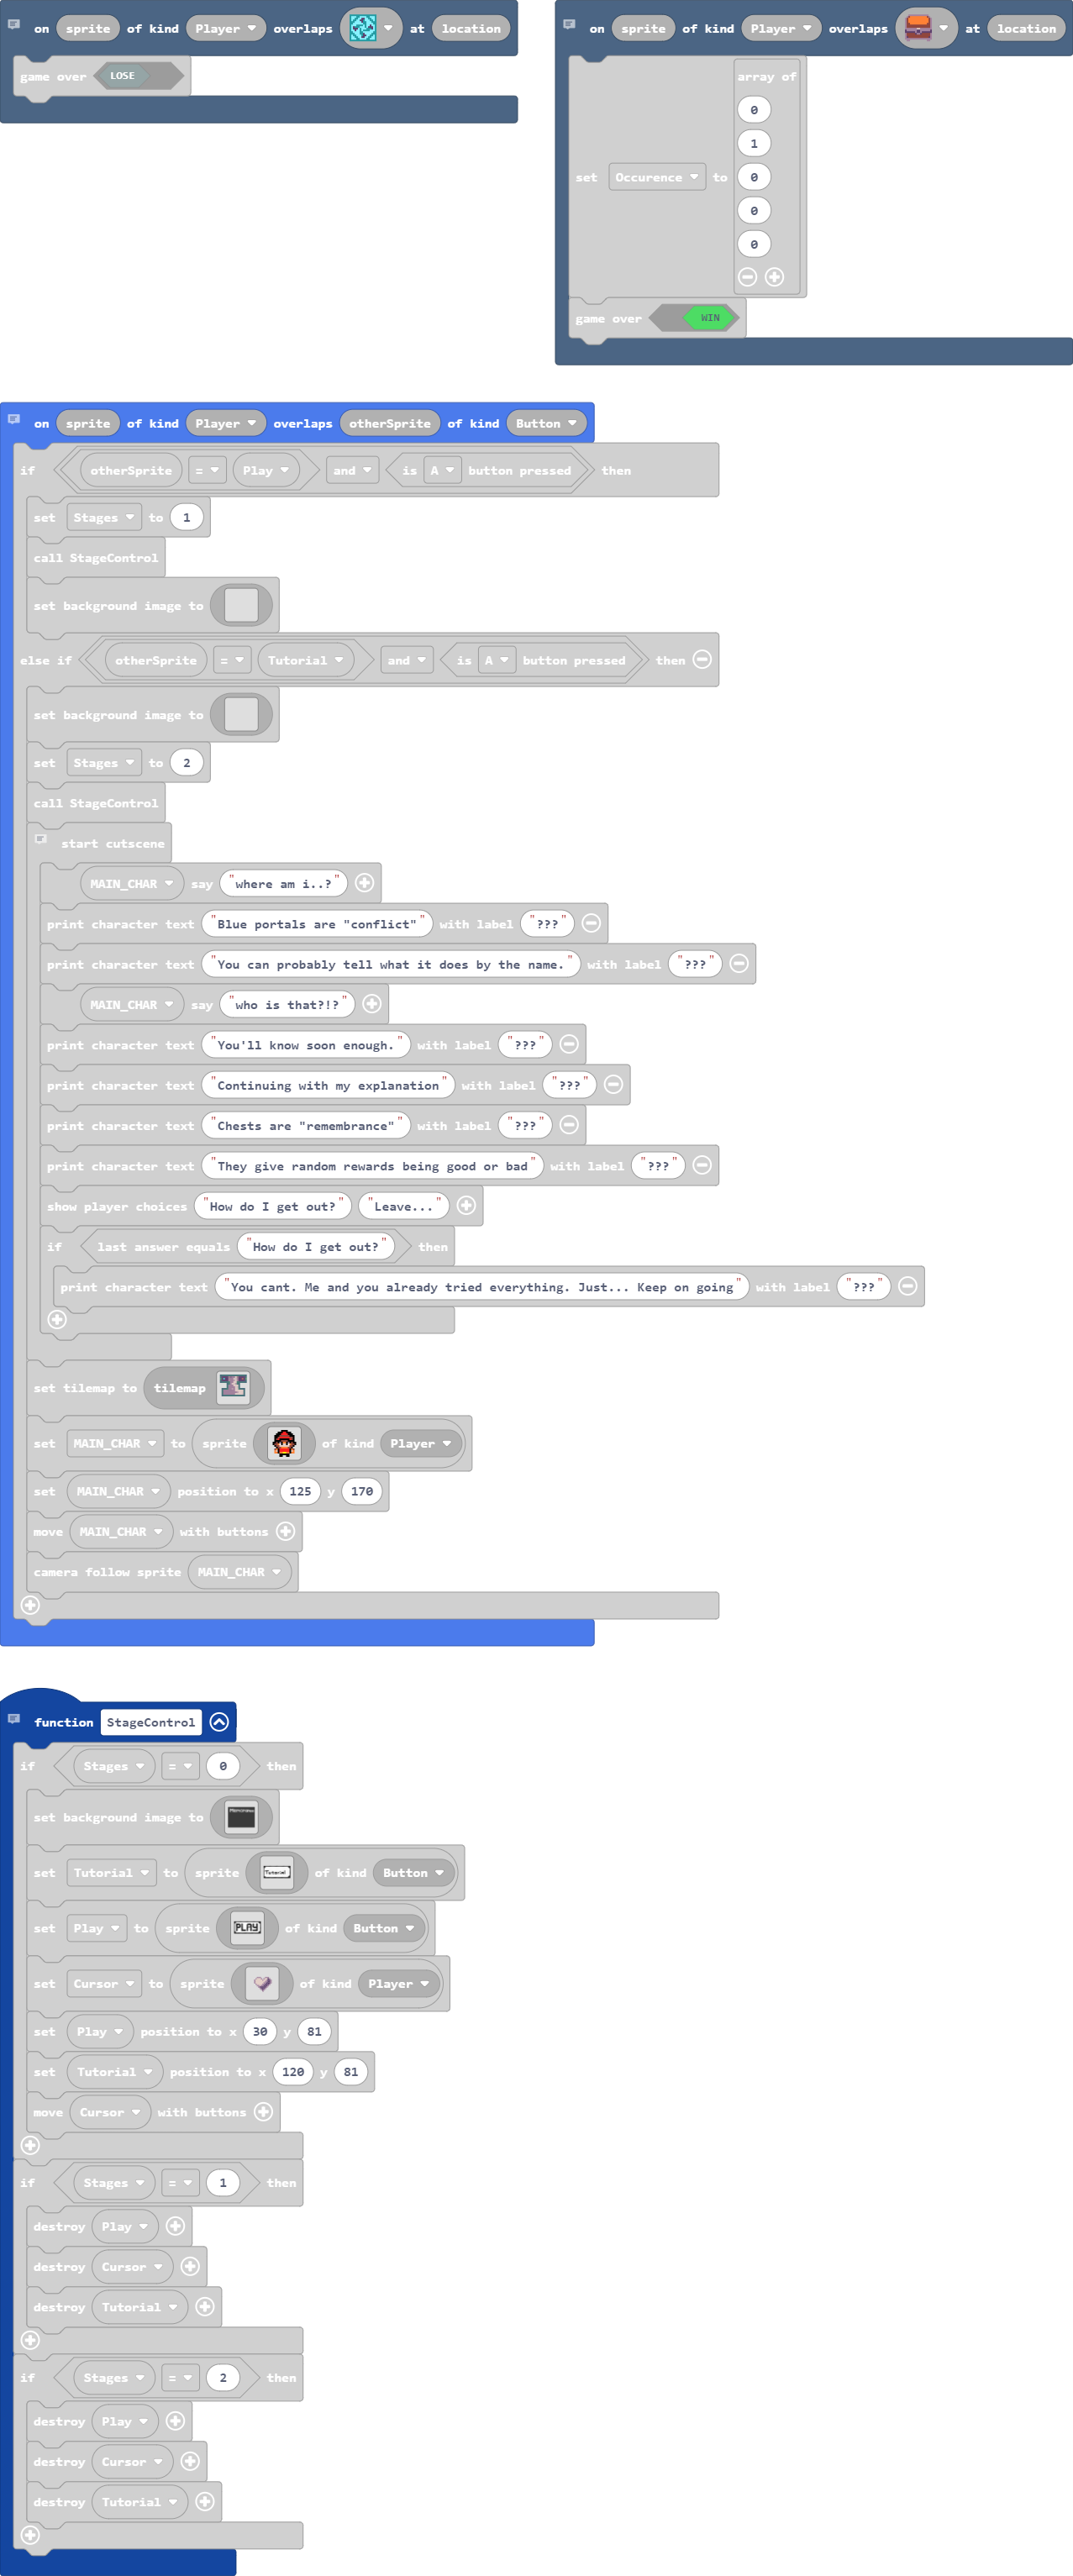 on sprite of kind Player overlaps at location
game over LOSE
on sprite of kind Player overlaps at location
array of
0
1
set Occurence to 0
0
0
game over WIN
on sprite of kind Player overlaps otherSprite of kind Button
if otherSprite = Play and is A button pressed then
set Stages to 1
call StageControl
set background image to
else if otherSprite = Tutorial and is A button pressed then
set background image to
set Stages to 2
call StageControl
start cutscene
MAIN_CHAR say "where am i..?"
print character text "Blue portals are "conflict"" with label "???"
print character text "You can probably tell what it does by the name." with label "???"
MAIN_CHAR say "who is that?!?"
print character text "You'll know soon enough." with label "???"
print character text "Continuing with my explanation" with label "???"
print character text "Chests are "remembrance"" with label "???"
print character text "They give random rewards being good or bad" with label "???"
show player choices "How do I get out?" "Leave..."
if last answer equals "How do I get out?" then
print character text "You cant. Me and you already tried everything. Just... Keep on going" with label "???"
set tilemap to tilemap
set MAIN_CHAR to sprite of kind Player
set MAIN_CHAR position to x 125 y 170
move MAIN_CHAR with buttons
camera follow sprite MAIN_CHAR
function StageControl
if Stages = 0 then
set background image to
set Tutorial to sprite Tutorial of kind Button
set Play to sprite PLAY of kind Button
set Cursor to sprite of kind Player
set Play position to x 30 y 81
set Tutorial position to x 120 y 81
move Cursor with buttons
if Stages = 1 then
destroy Play
destroy Cursor
destroy Tutorial
if Stages = 2 then
destroy Play
destroy Cursor
destroy Tutorial